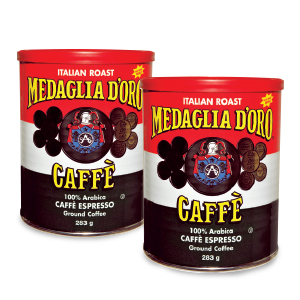 ITALIAN ROAST
MEDAGLIA D'ORO
CAFFÈ
100% Arabica
CAFFÈ ESPRESSO
Ground Coffee
283 g
ITALIAN ROAST
MEDAGLIA D'ORO
CAFFÈ
100% Arabica
CAFFÈ ESPRESSO
Ground Coffee
283 g